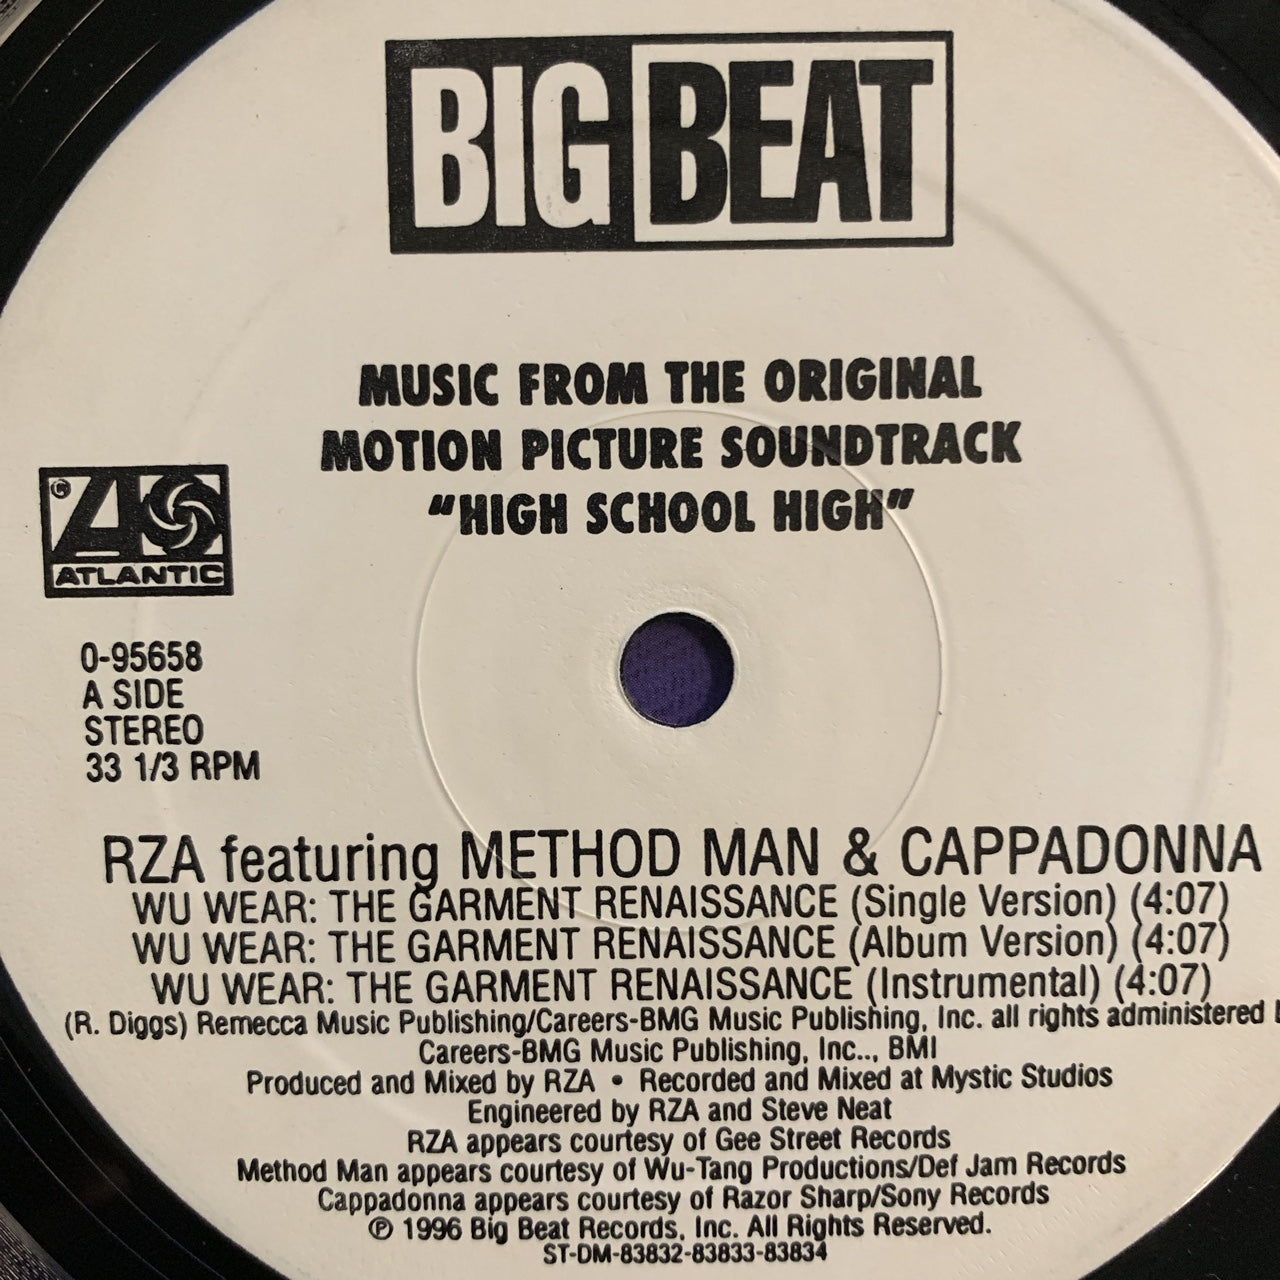 BIG BEAT
MUSIC FROM THE ORIGINAL
MOTION PICTURE SOUNDTRACK
"HIGH SCHOOL HIGH"
®
ATLANTIC
0-95658
A SIDE
STEREO
33 1/3 RPM
RZA featuring METHOD MAN & CAPPADONNA
WU WEAR: THE GARMENT RENAISSANCE (Single Version) (4:07)
WU WEAR: THE GARMENT RENAISSANCE (Album Version) (4:07)
WU WEAR: THE GARMENT RENAISSANCE (Instrumental) (4:07)
(R. Diggs) Remecca Music Publishing/Careers-BMG Music Publishing, Inc. all rights administered
Careers-BMG Music Publishing, Inc.., BMI
Produced and Mixed by RZA • Recorded and Mixed at Mystic Studios
Engineered by RZA and Steve Neat
RZA appears courtesy of Gee Street Records
Method Man appears courtesy of Wu-Tang Productions/Def Jam Records
Cappadonna appears courtesy of Razor Sharp/Sony Records
℗ 1996 Big Beat Records, Inc. All Rights Reserved.
ST-DM-83832-83833-83834